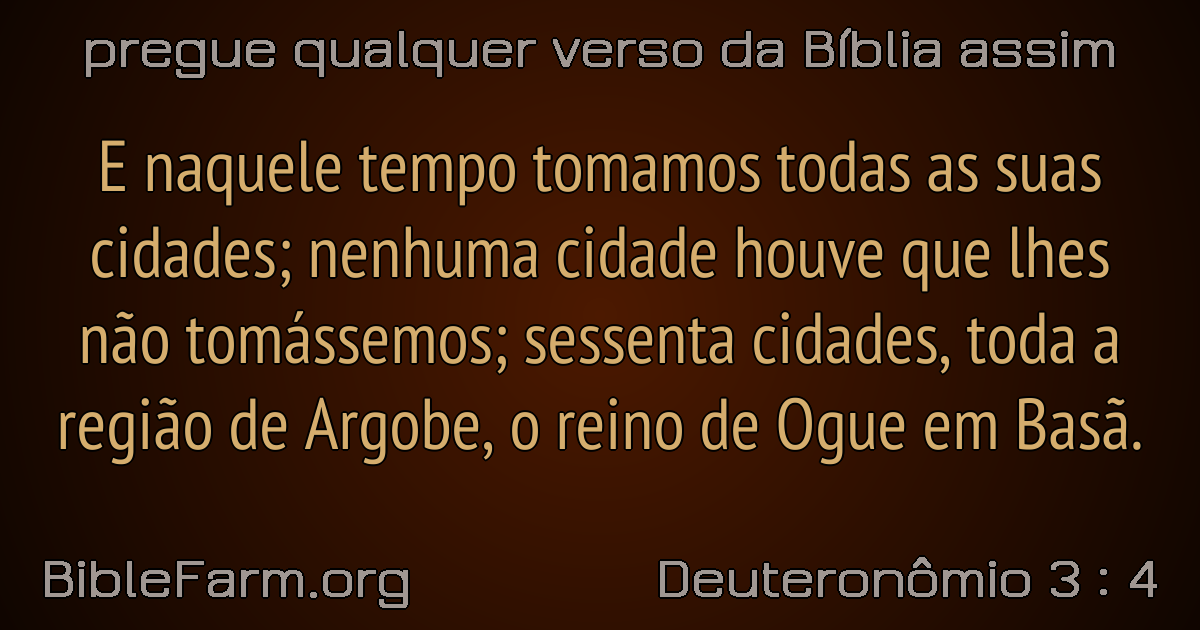 pregue qualquer verso da Bíblia assim
E naquele tempo tomamos todas as suas
cidades; nenhuma cidade houve que lhes
não tomássemos; sessenta cidades, toda a
região de Argobe, o reino de Ogue em Basã.
BibleFarm.org
Deuteronômio 3 : 4